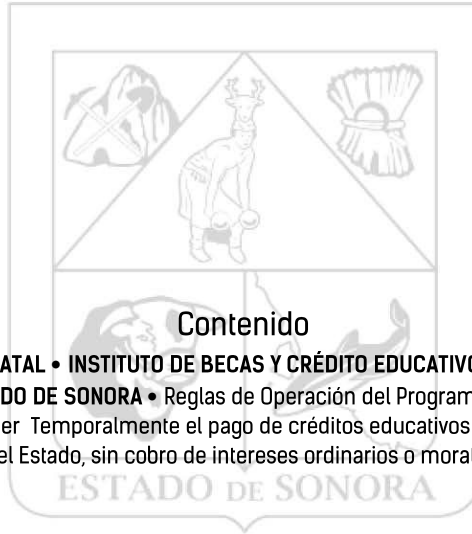 Contenido
ATAL • INSTITUTO DE BECAS Y CRÉDITO EDUCATIVO
DO DE SONORA • Reglas de Operación del Program
er Temporalmente el pago de créditos educativos
el Estado, sin cobro de intereses ordinarios o morat
ESTADO DE SONORA